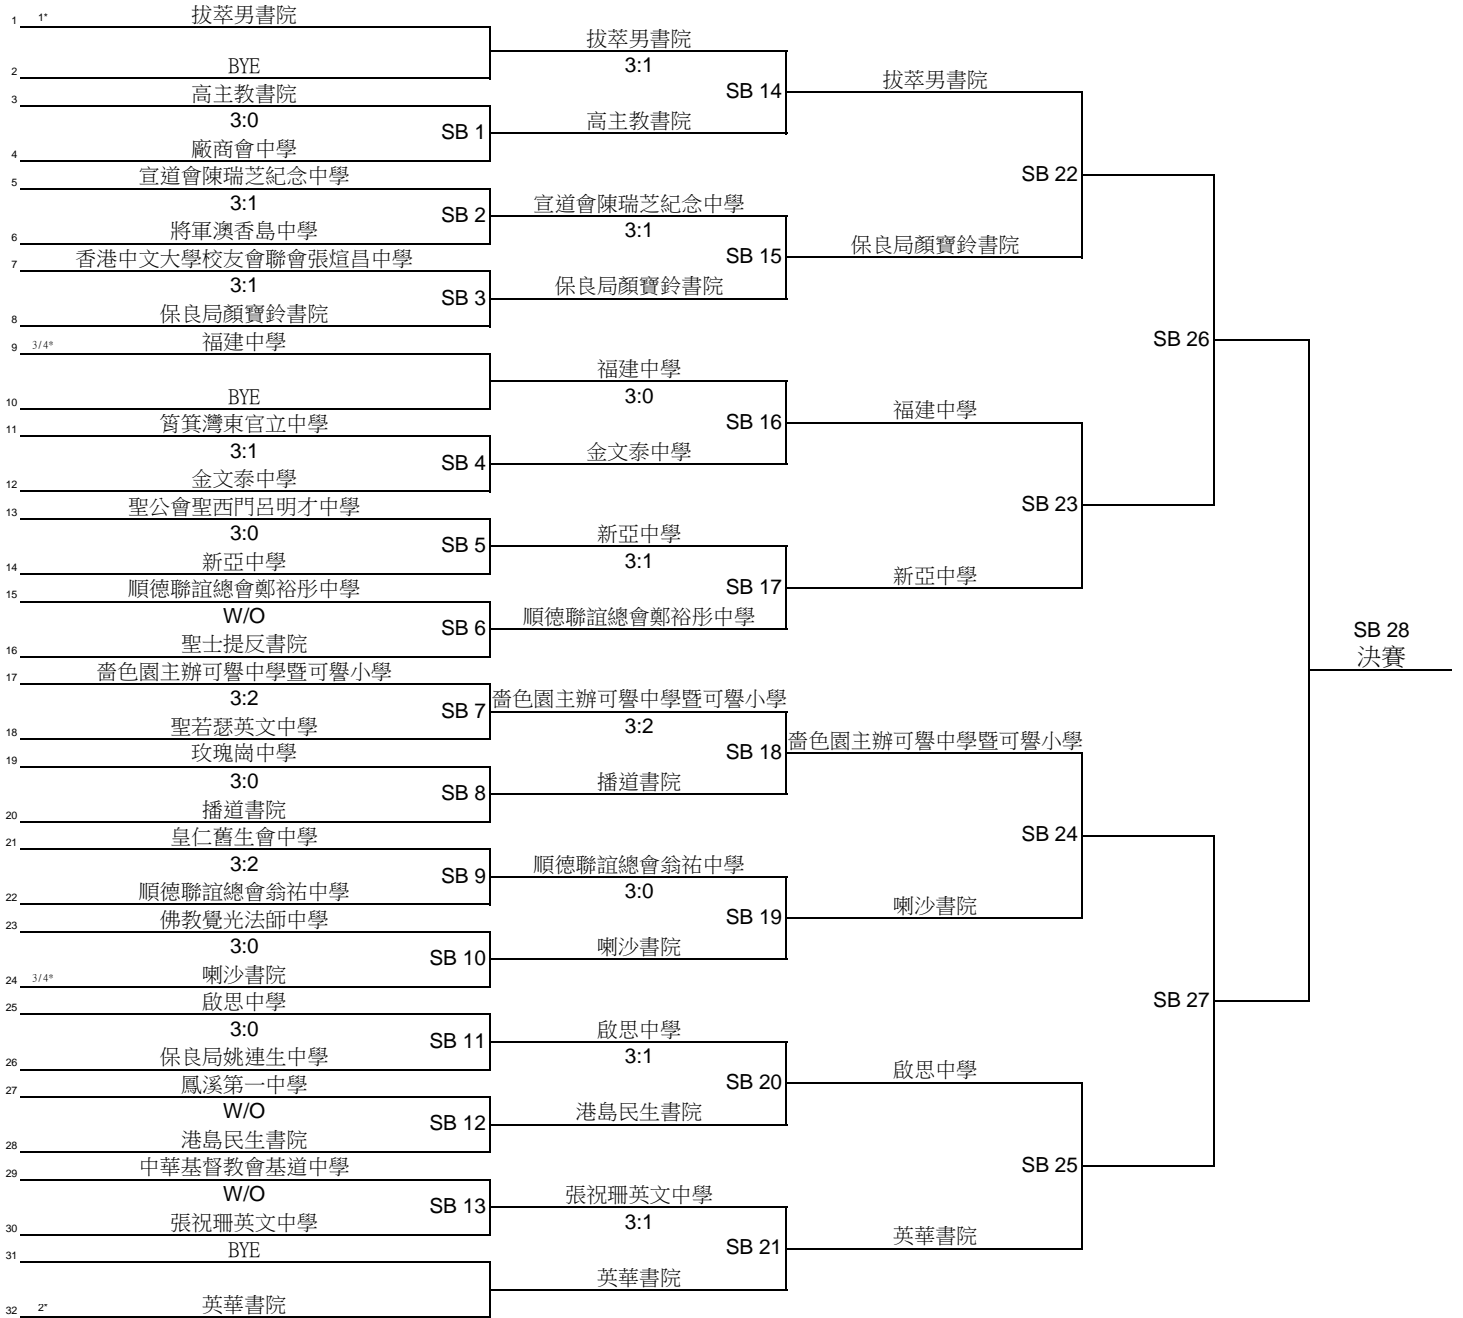 1 1* 拔萃男書院
2 BYE
3 高主教書院
3:0
SB 1
4 廠商會中學
5 宣道會陳瑞芝紀念中學
3:1
SB 2
6 將軍澳香島中學
7 香港中文大學校友會聯會張煊昌中學
3:1
SB 3
8 保良局顏寶鈴書院
9 3/4* 福建中學
10 BYE
11 筲箕灣東官立中學
3:1
SB 4
12 金文泰中學
13 聖公會聖西門呂明才中學
3:0
SB 5
14 新亞中學
15 順德聯誼總會鄭裕彤中學
W/O
SB 6
16 聖士提反書院
17 嗇色園主辦可譽中學暨可譽小學
3:2
SB 7
18 聖若瑟英文中學
19 玫瑰崗中學
3:0
SB 8
20 播道書院
21 皇仁舊生會中學
3:2
SB 9
22 順德聯誼總會翁祐中學
23 佛教覺光法師中學
3:0
SB 10
24 3/4* 喇沙書院
25 啟思中學
3:0
SB 11
26 保良局姚連生中學
27 鳳溪第一中學
W/O
SB 12
28 港島民生書院
29 中華基督教會基道中學
W/O
SB 13
30 張祝珊英文中學
31 BYE
32 2* 英華書院
拔萃男書院
3:1
SB 14
高主教書院
宣道會陳瑞芝紀念中學
3:1
SB 15
保良局顏寶鈴書院
福建中學
3:0
SB 16
金文泰中學
新亞中學
3:1
SB 17
順德聯誼總會鄭裕彤中學
嗇色園主辦可譽中學暨可譽小學
3:2
SB 18
播道書院
順德聯誼總會翁祐中學
3:0
SB 19
喇沙書院
啟思中學
3:1
SB 20
港島民生書院
張祝珊英文中學
3:1
SB 21
英華書院
拔萃男書院
SB 22
保良局顏寶鈴書院
福建中學
SB 23
新亞中學
嗇色園主辦可譽中學暨可譽小學
SB 24
喇沙書院
啟思中學
SB 25
英華書院
SB 26
SB 27
SB 28
決賽